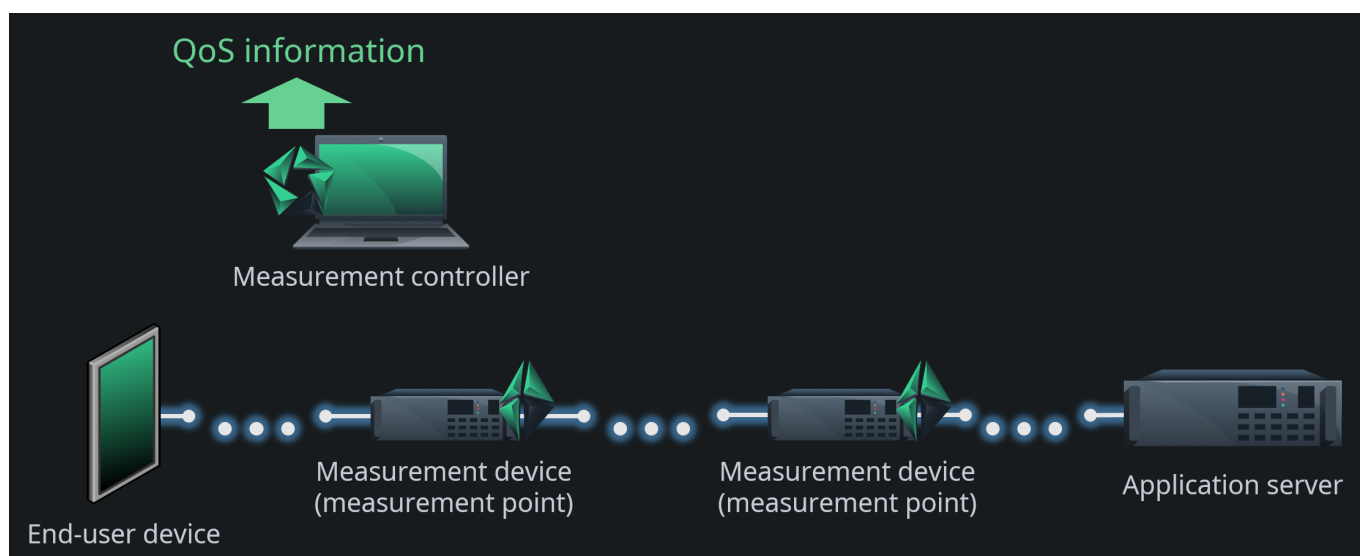 QoS information
Measurement controller
Measurement device
(measurement point)
Measurement device
(measurement point)
Application server
End-user device